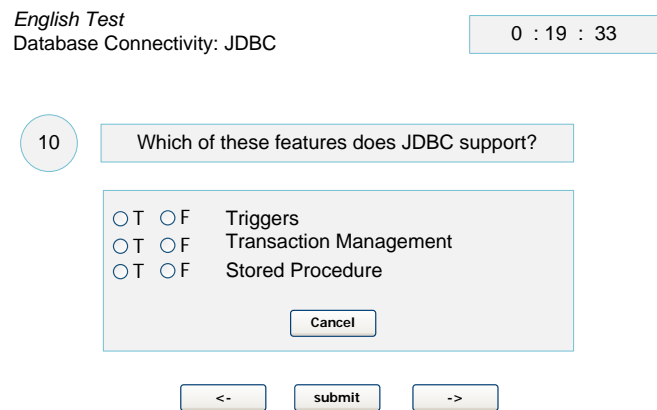 English Test
Database Connectivity: JDBC
0 : 19 : 33
10
Which of these features does JDBC support?
T F Triggers
T F Transaction Management
T F Stored Procedure
Cancel
<- submit ->